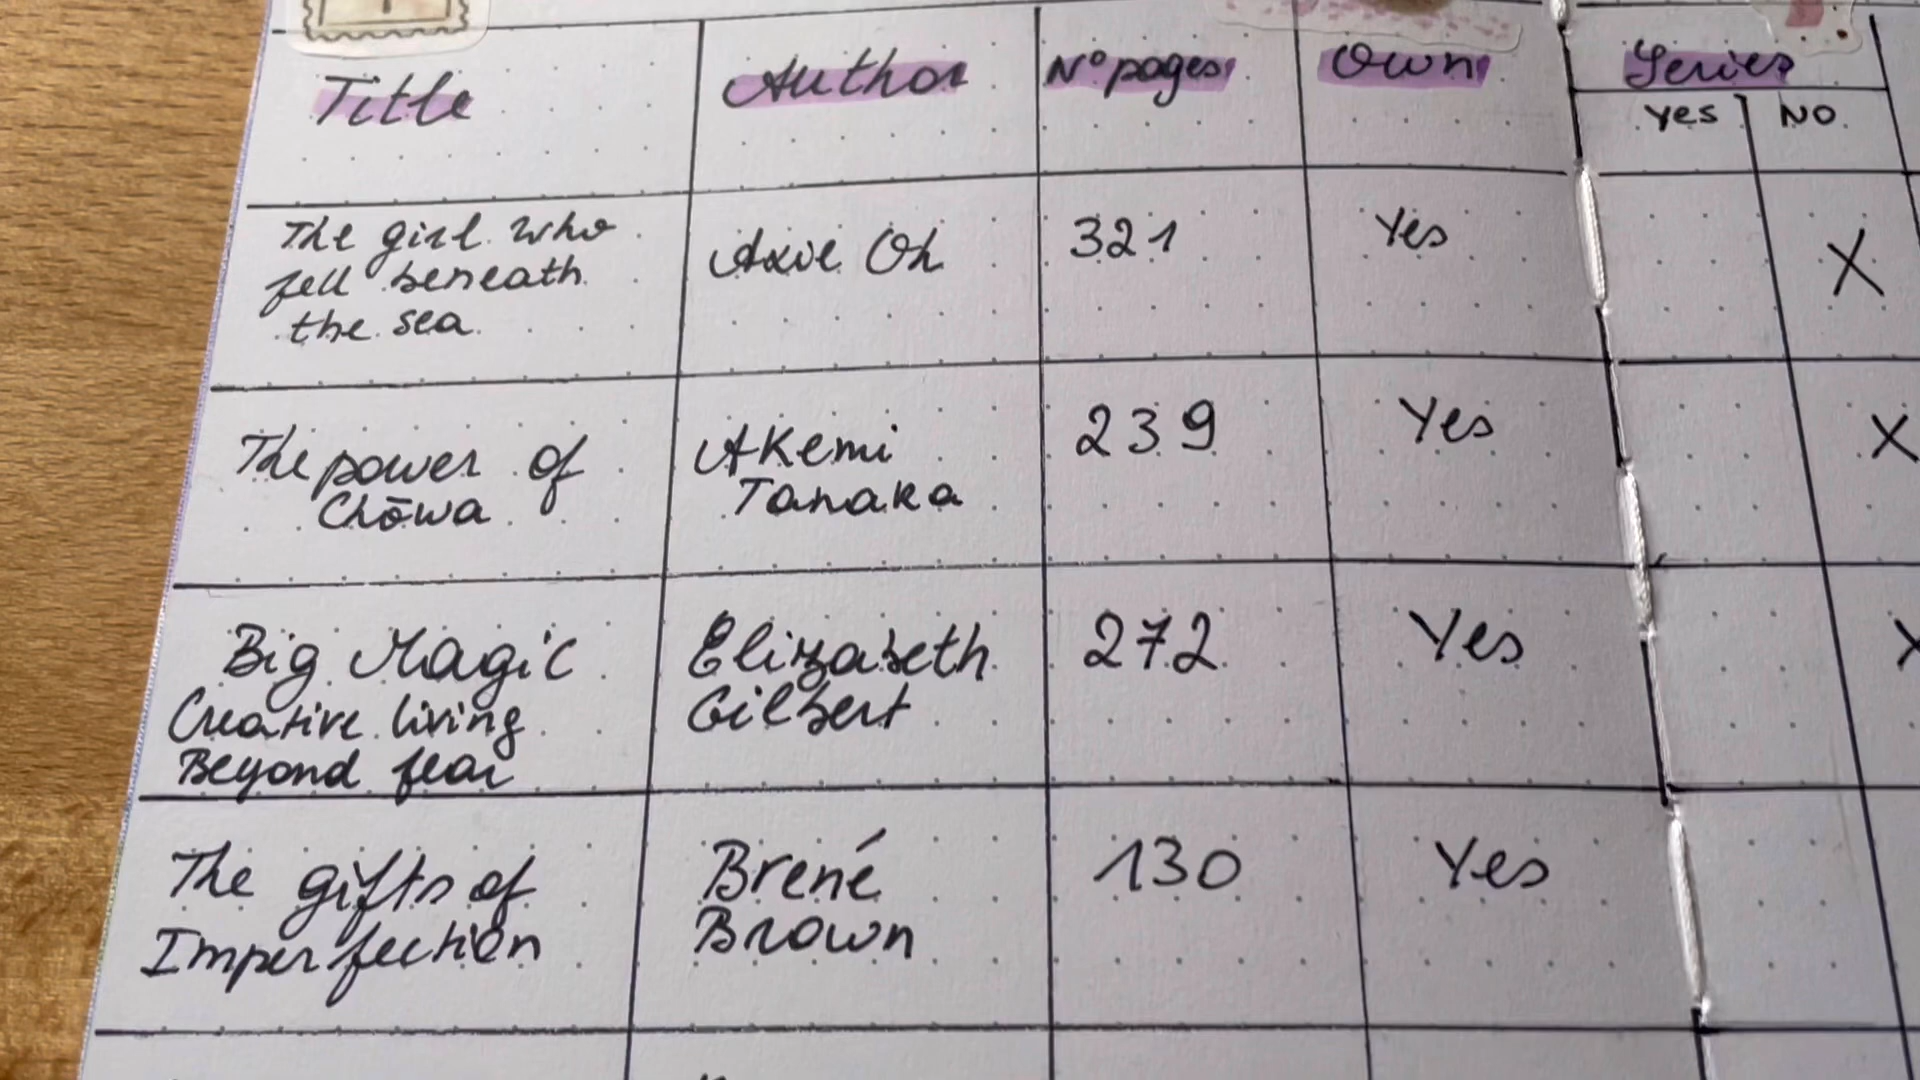 Title Author N° pages Own Series
Yes No
The girl who
fell beneath
the sea
Axie Oh 321 Yes X
The power of
Chōwa
Akemi
Tanaka
239 Yes X
Big Magic
Creative living
Beyond fear
Elizabeth
Gilbert
272 Yes X
The gifts of
Imperfection
Brené
Brown
130 Yes